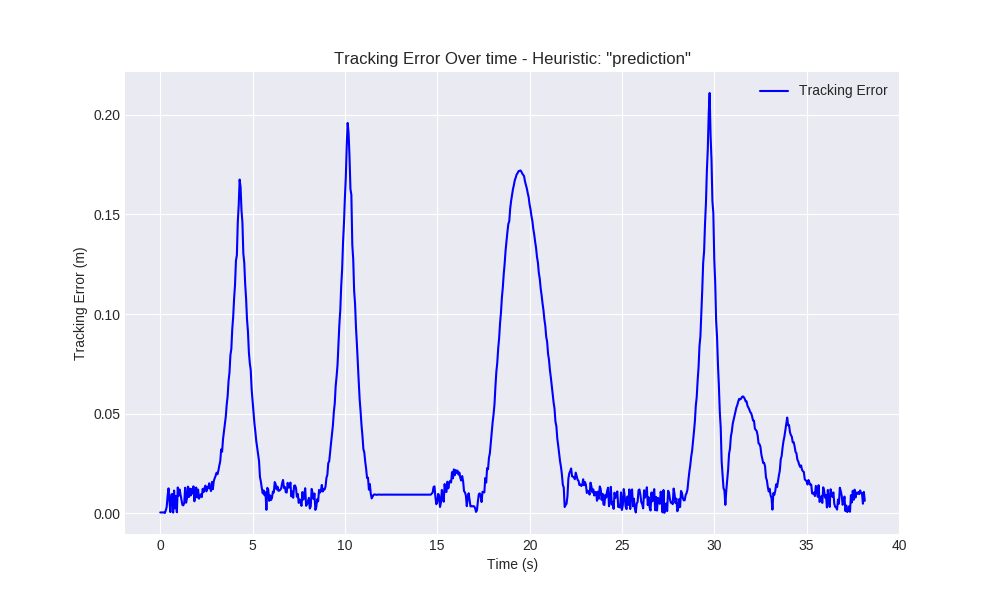 Tracking Error Over time - Heuristic: "prediction"
Tracking Error
0.20
0.15
0.10
0.05
0.00
Tracking Error (m)
0 5 10 15 20 25 30 35 40
Time (s)